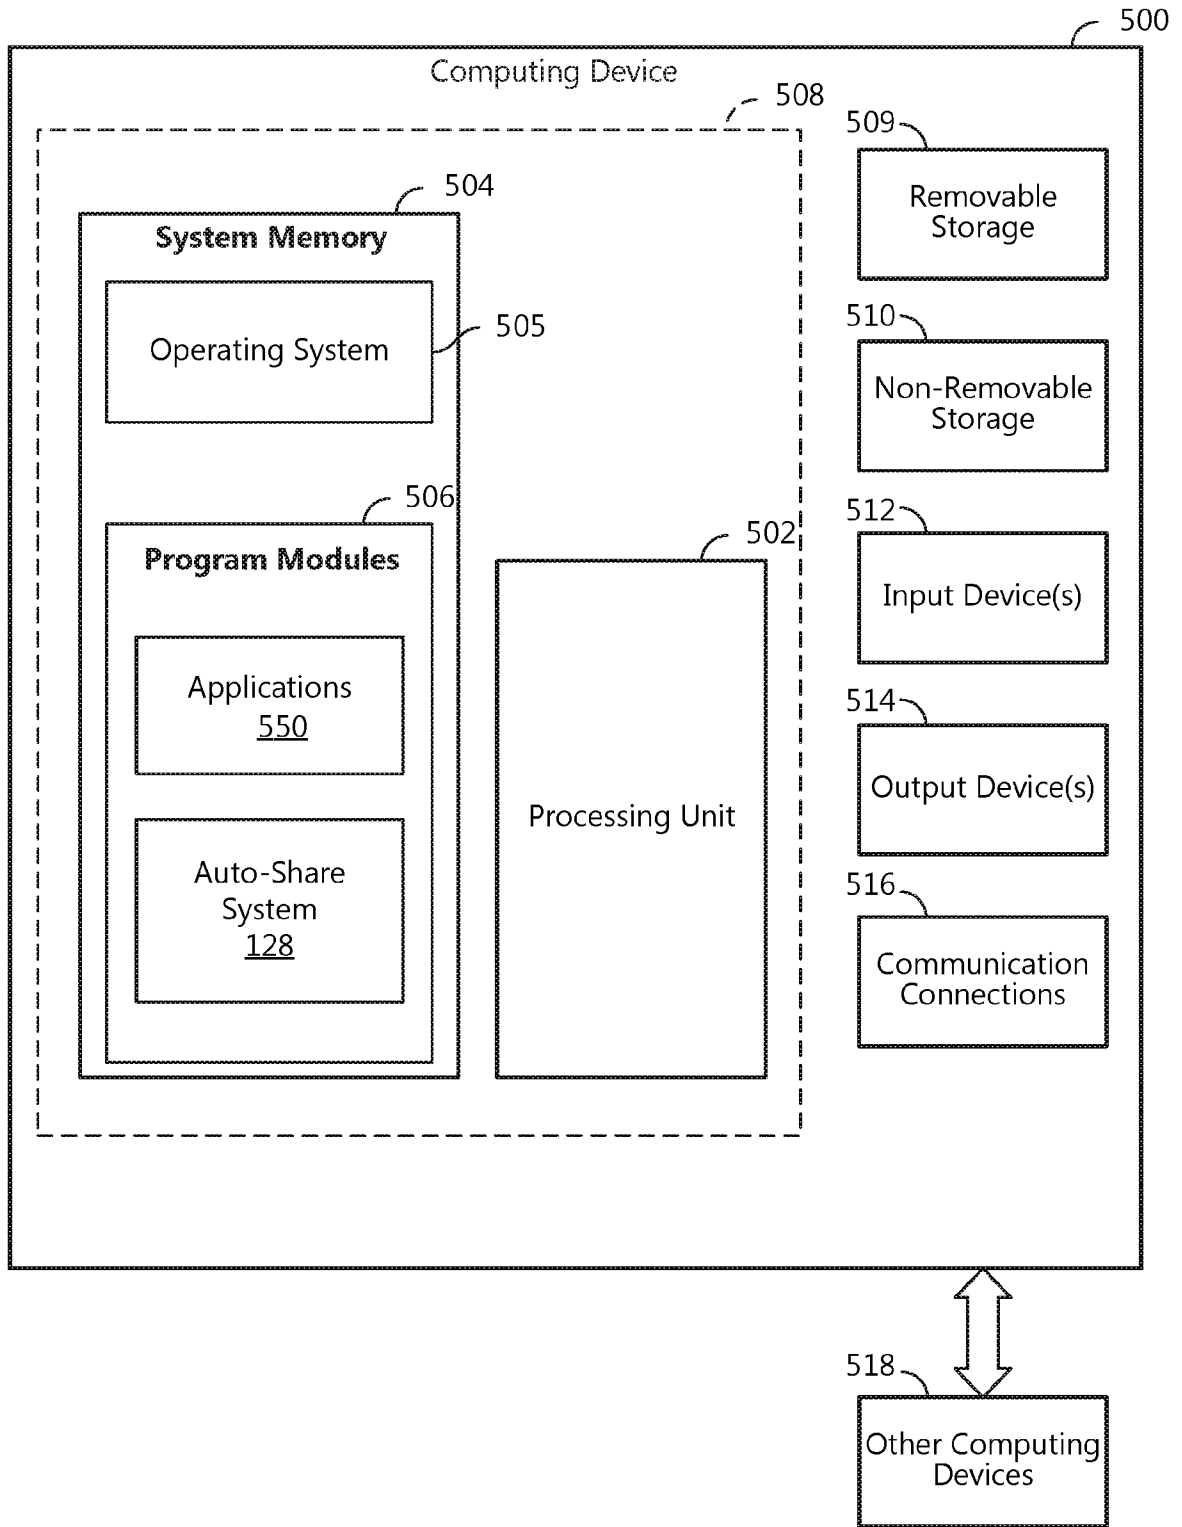 500
Computing Device
508
509
Removable
Storage
504
System Memory
Operating System
505
510
Non-Removable
Storage
506
Program Modules
502
512
Input Device(s)
Applications
550
Processing Unit
514
Output Device(s)
Auto-Share
System
128
516
Communication
Connections
518
Other Computing
Devices